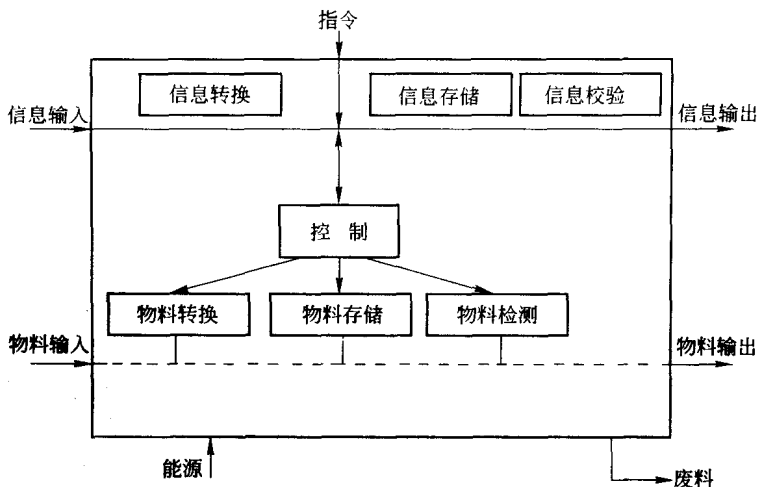 指令
信息转换
信息存储
信息校验
信息输入
信息输出
控 制
物料转换
物料存储
物料检测
物料输入
物料输出
能源
废料